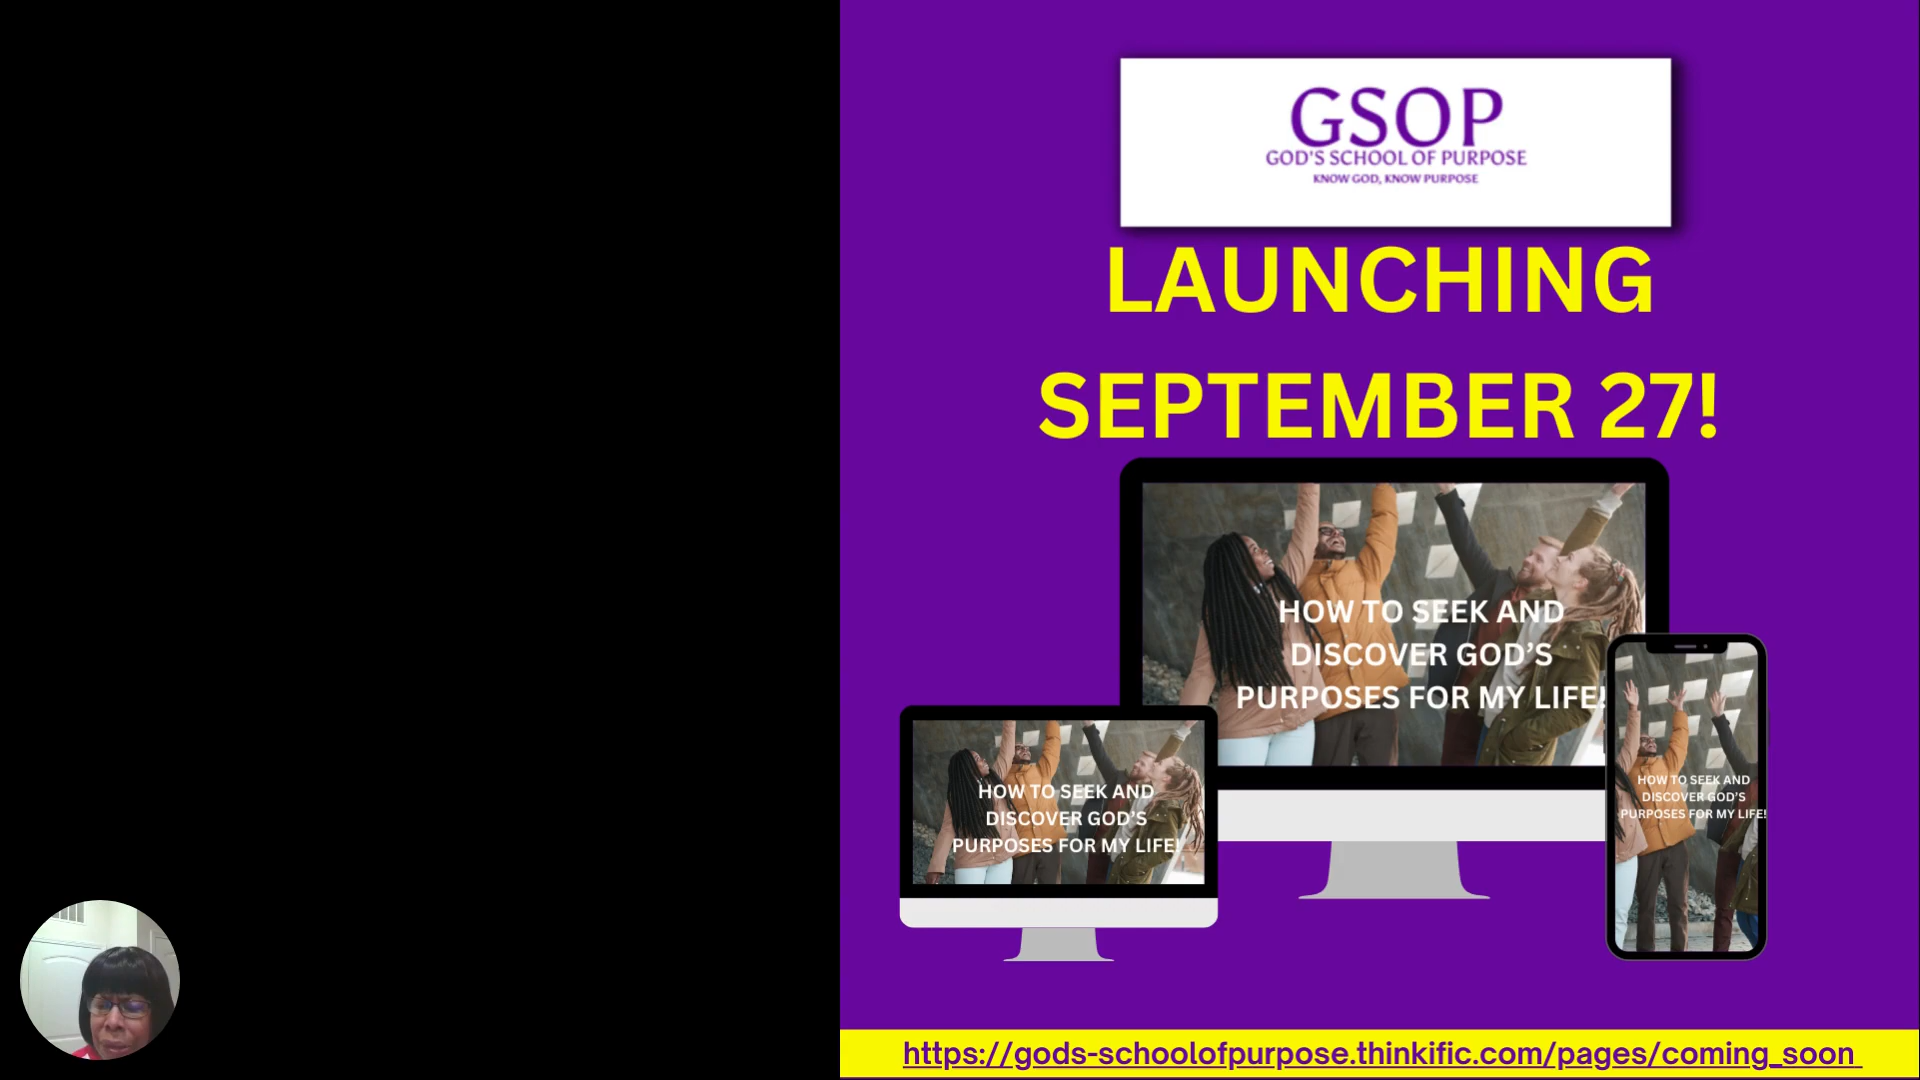 GSOP
GOD'S SCHOOL OF PURPOSE
KNOW GOD, KNOW PURPOSE
LAUNCHING
SEPTEMBER 27!
HOW TO SEEK AND
DISCOVER GOD'S
PURPOSES FOR MY LIFE!
HOW TO SEEK AND
DISCOVER GOD'S
PURPOSES FOR MY LIFE!
HOW TO SEEK AND
DISCOVER GOD'S
PURPOSES FOR MY LIFE!
https://gods-schoolofpurpose.thinkific.com/pages/coming_soon